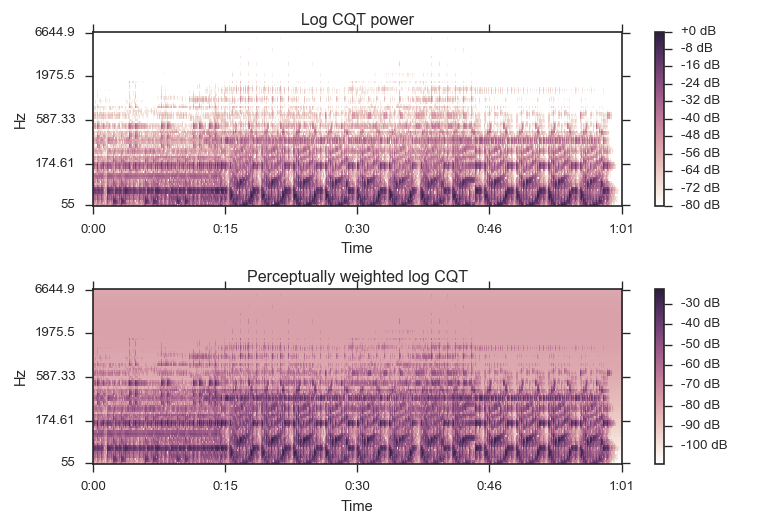 Log CQT power
6644.9
1975.5
587.33
174.61
55
Hz
0:00 0:15 0:30 0:46 1:01
Time
+0 dB
-8 dB
-16 dB
-24 dB
-32 dB
-40 dB
-48 dB
-56 dB
-64 dB
-72 dB
-80 dB
Perceptually weighted log CQT
6644.9
1975.5
587.33
174.61
55
Hz
0:00 0:15 0:30 0:46 1:01
Time
-30 dB
-40 dB
-50 dB
-60 dB
-70 dB
-80 dB
-90 dB
-100 dB